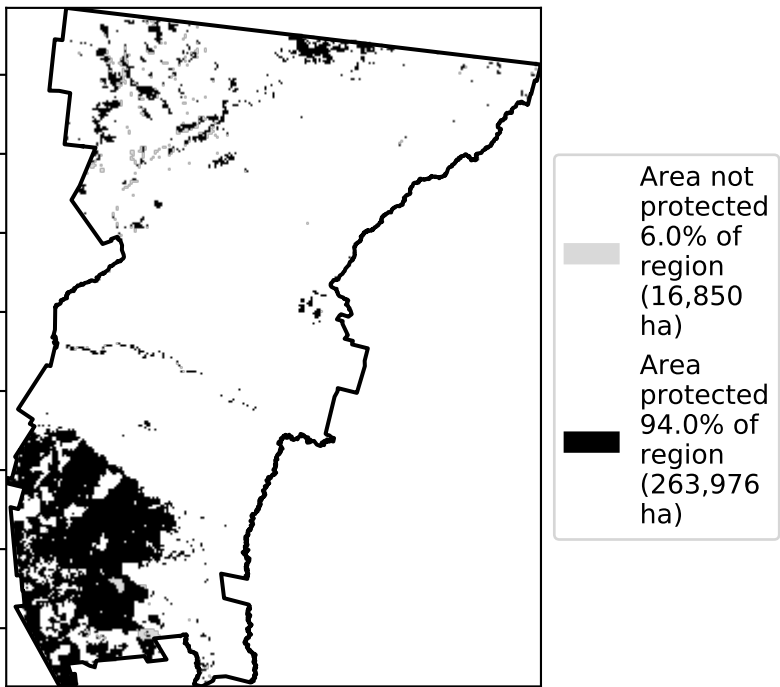 Area not
protected
6.0% of
region
(16,850
ha)
Area
protected
94.0% of
region
(263,976
ha)